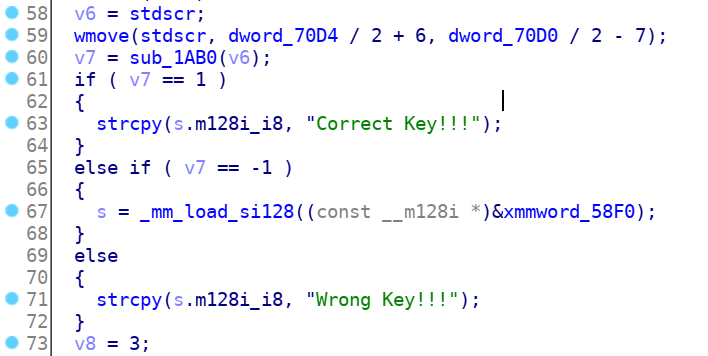 58 v6 = stdscr;
59 wmove(stdscr, dword_70D4 / 2 + 6, dword_70D0 / 2 - 7);
60 v7 = sub_1AB0(v6);
61 if ( v7 == 1 )
62 {
63 strcpy(s.m128i_i8, "Correct Key!!!");
64 }
65 else if ( v7 == -1 )
66 {
67 s = _mm_load_si128((const __m128i *)&xmmword_58F0);
68 }
69 else
70 {
71 strcpy(s.m128i_i8, "Wrong Key!!!");
72 }
73 v8 = 3;